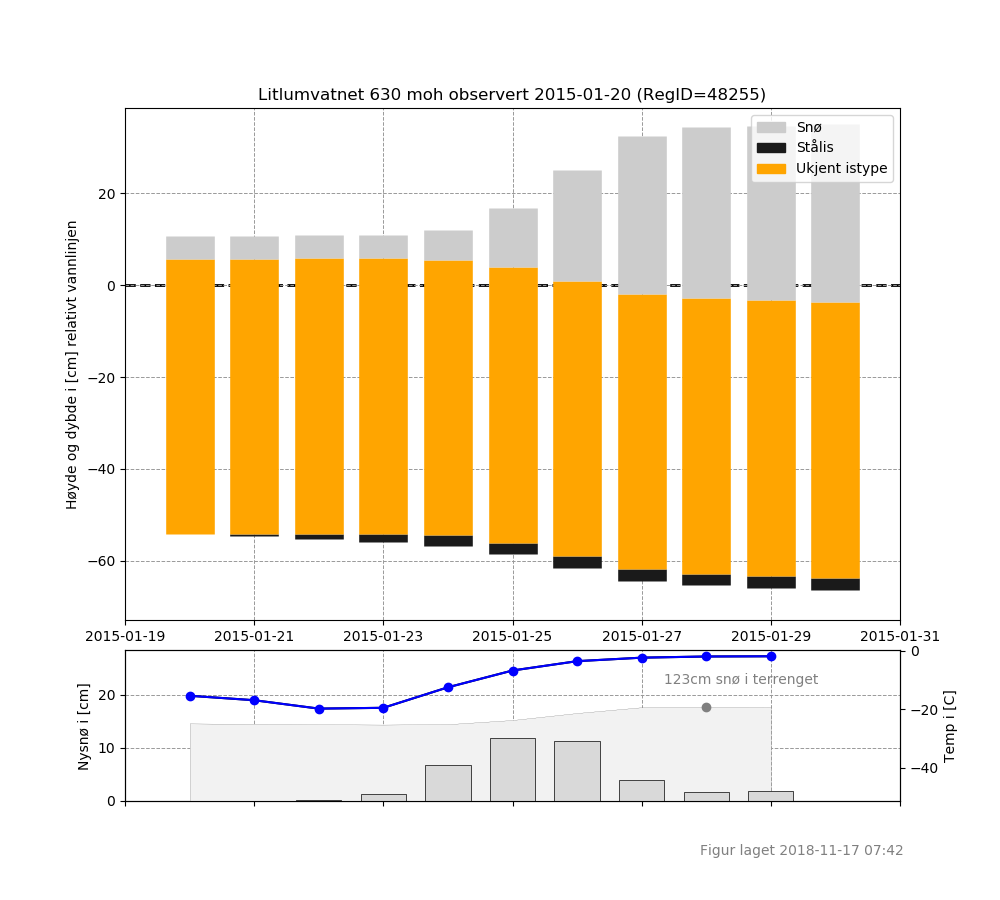 Litlumvatnet 630 moh observert 2015-01-20 (RegID=48255)
Snø
Stålis
Ukjent istype
Høyde og dybde i [cm] relativt vannlinjen
20
0
−20
−40
−60
2015-01-19 2015-01-21 2015-01-23 2015-01-25 2015-01-27 2015-01-29 2015-01-31
Nysnø i [cm]
20
10
0
123cm snø i terrenget
0
−20
−40
Temp i [C]
Figur laget 2018-11-17 07:42